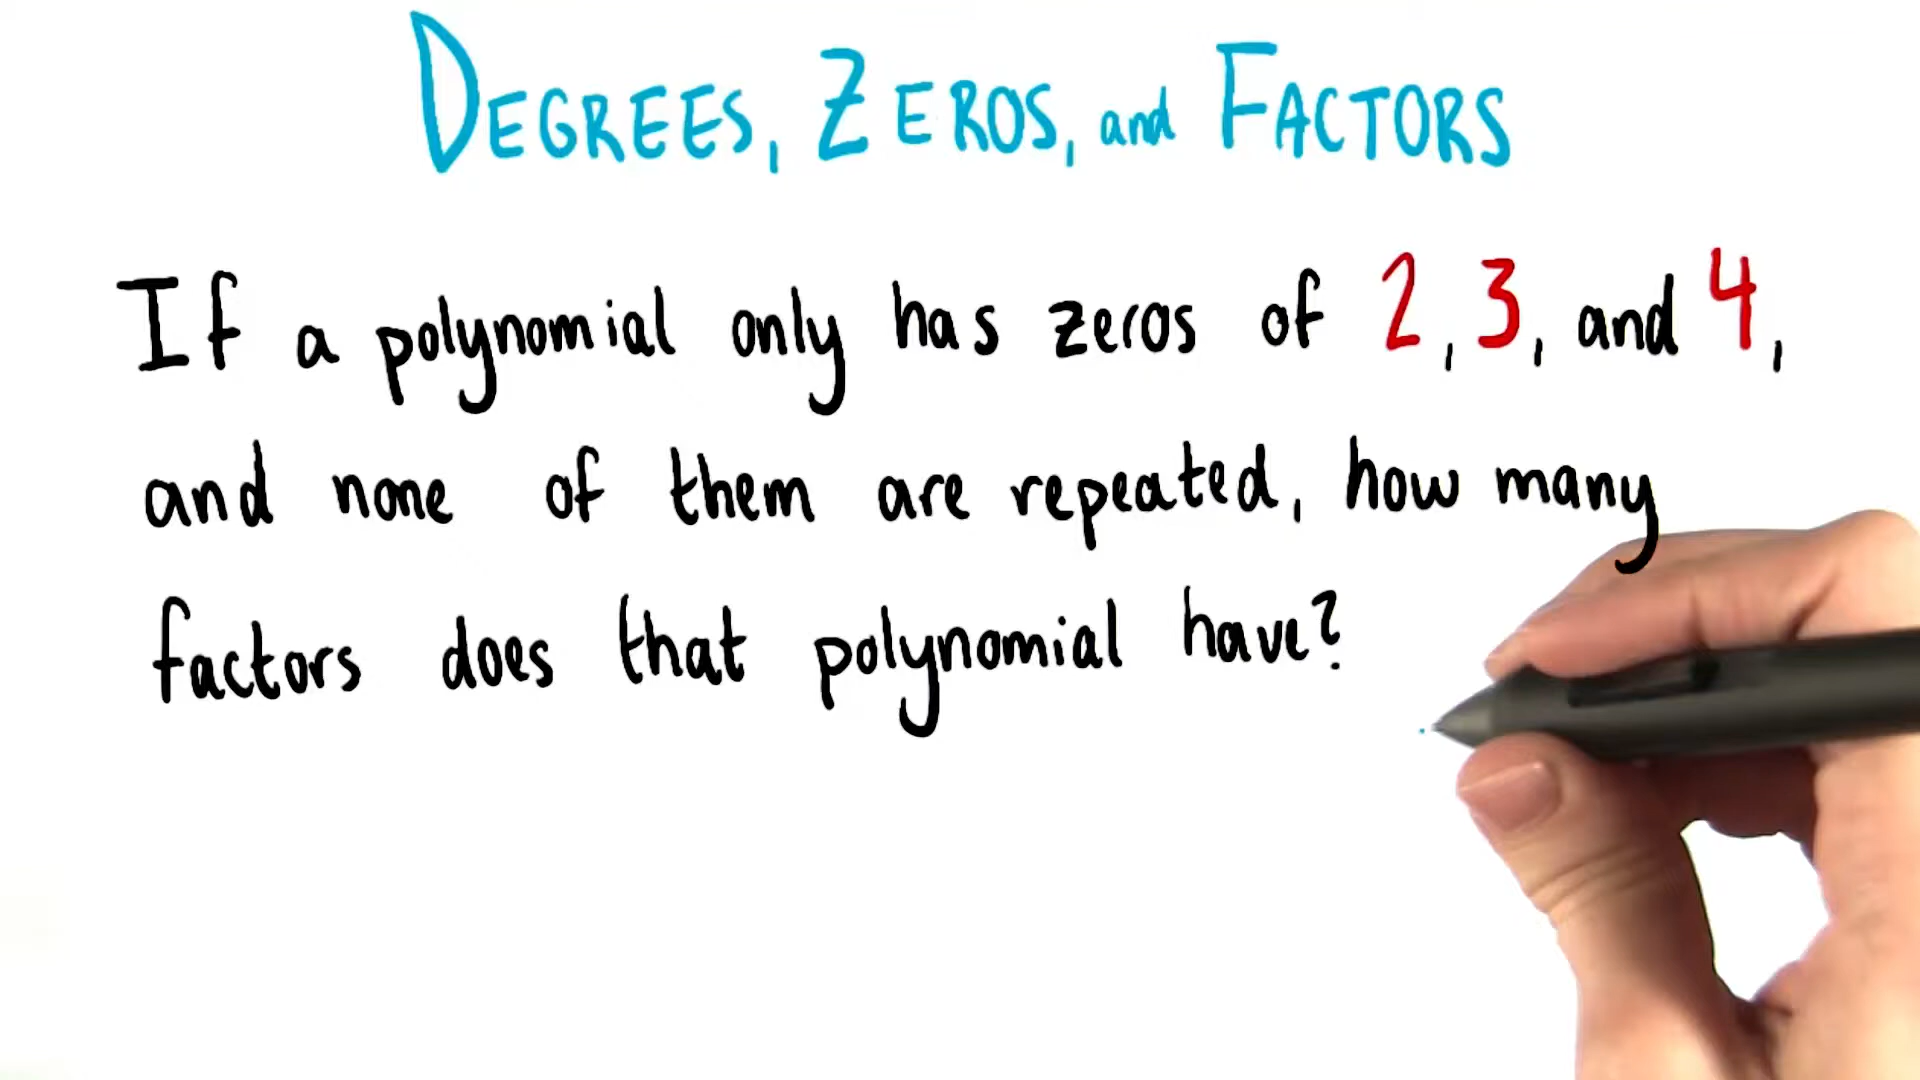 DEGREES, ZEROS, and FACTORS
If a polynomial only has zeros of 2, 3, and 4,
and none of them are repeated, how many
factors does that polynomial have?